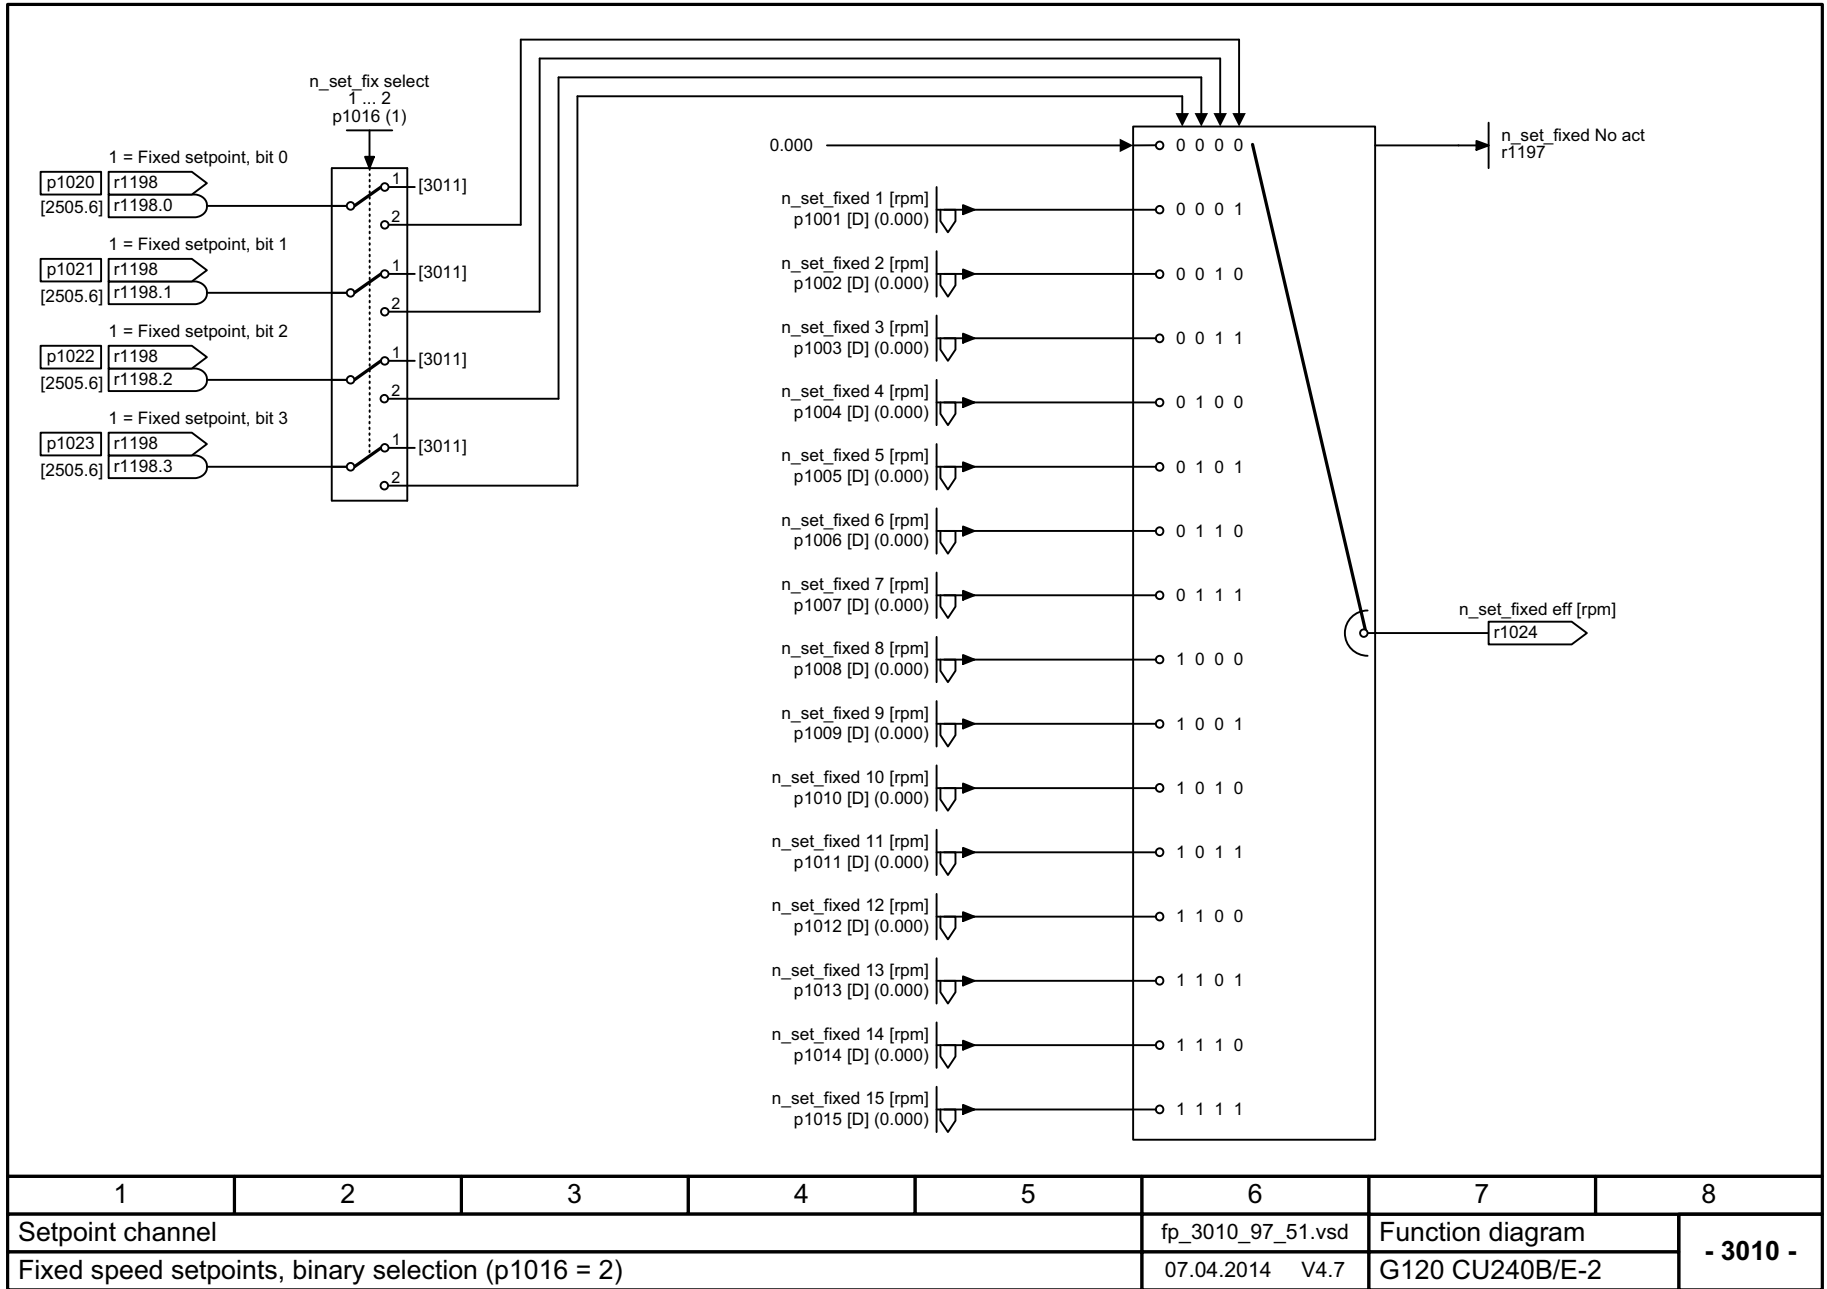 n_set_fix select
1 ... 2
p1016 (1)
1 = Fixed setpoint, bit 0
p1020 r1198
[2505.6] r1198.0
1 [3011]
2
1 = Fixed setpoint, bit 1
p1021 r1198
[2505.6] r1198.1
1 [3011]
2
1 = Fixed setpoint, bit 2
p1022 r1198
[2505.6] r1198.2
1 [3011]
2
1 = Fixed setpoint, bit 3
p1023 r1198
[2505.6] r1198.3
1 [3011]
2
0.000 0 0 0 0
n_set_fixed 1 [rpm]
p1001 [D] (0.000) 0 0 0 1
n_set_fixed 2 [rpm]
p1002 [D] (0.000) 0 0 1 0
n_set_fixed 3 [rpm]
p1003 [D] (0.000) 0 0 1 1
n_set_fixed 4 [rpm]
p1004 [D] (0.000) 0 1 0 0
n_set_fixed 5 [rpm]
p1005 [D] (0.000) 0 1 0 1
n_set_fixed 6 [rpm]
p1006 [D] (0.000) 0 1 1 0
n_set_fixed 7 [rpm]
p1007 [D] (0.000) 0 1 1 1
n_set_fixed 8 [rpm]
p1008 [D] (0.000) 1 0 0 0
n_set_fixed 9 [rpm]
p1009 [D] (0.000) 1 0 0 1
n_set_fixed 10 [rpm]
p1010 [D] (0.000) 1 0 1 0
n_set_fixed 11 [rpm]
p1011 [D] (0.000) 1 0 1 1
n_set_fixed 12 [rpm]
p1012 [D] (0.000) 1 1 0 0
n_set_fixed 13 [rpm]
p1013 [D] (0.000) 1 1 0 1
n_set_fixed 14 [rpm]
p1014 [D] (0.000) 1 1 1 0
n_set_fixed 15 [rpm]
p1015 [D] (0.000) 1 1 1 1
n_set_fixed No act
r1197
n_set_fixed eff [rpm]
r1024
1 2 3 4 5 6 7 8
Setpoint channel fp_3010_97_51.vsd Function diagram - 3010 -
Fixed speed setpoints, binary selection (p1016 = 2) 07.04.2014 V4.7 G120 CU240B/E-2